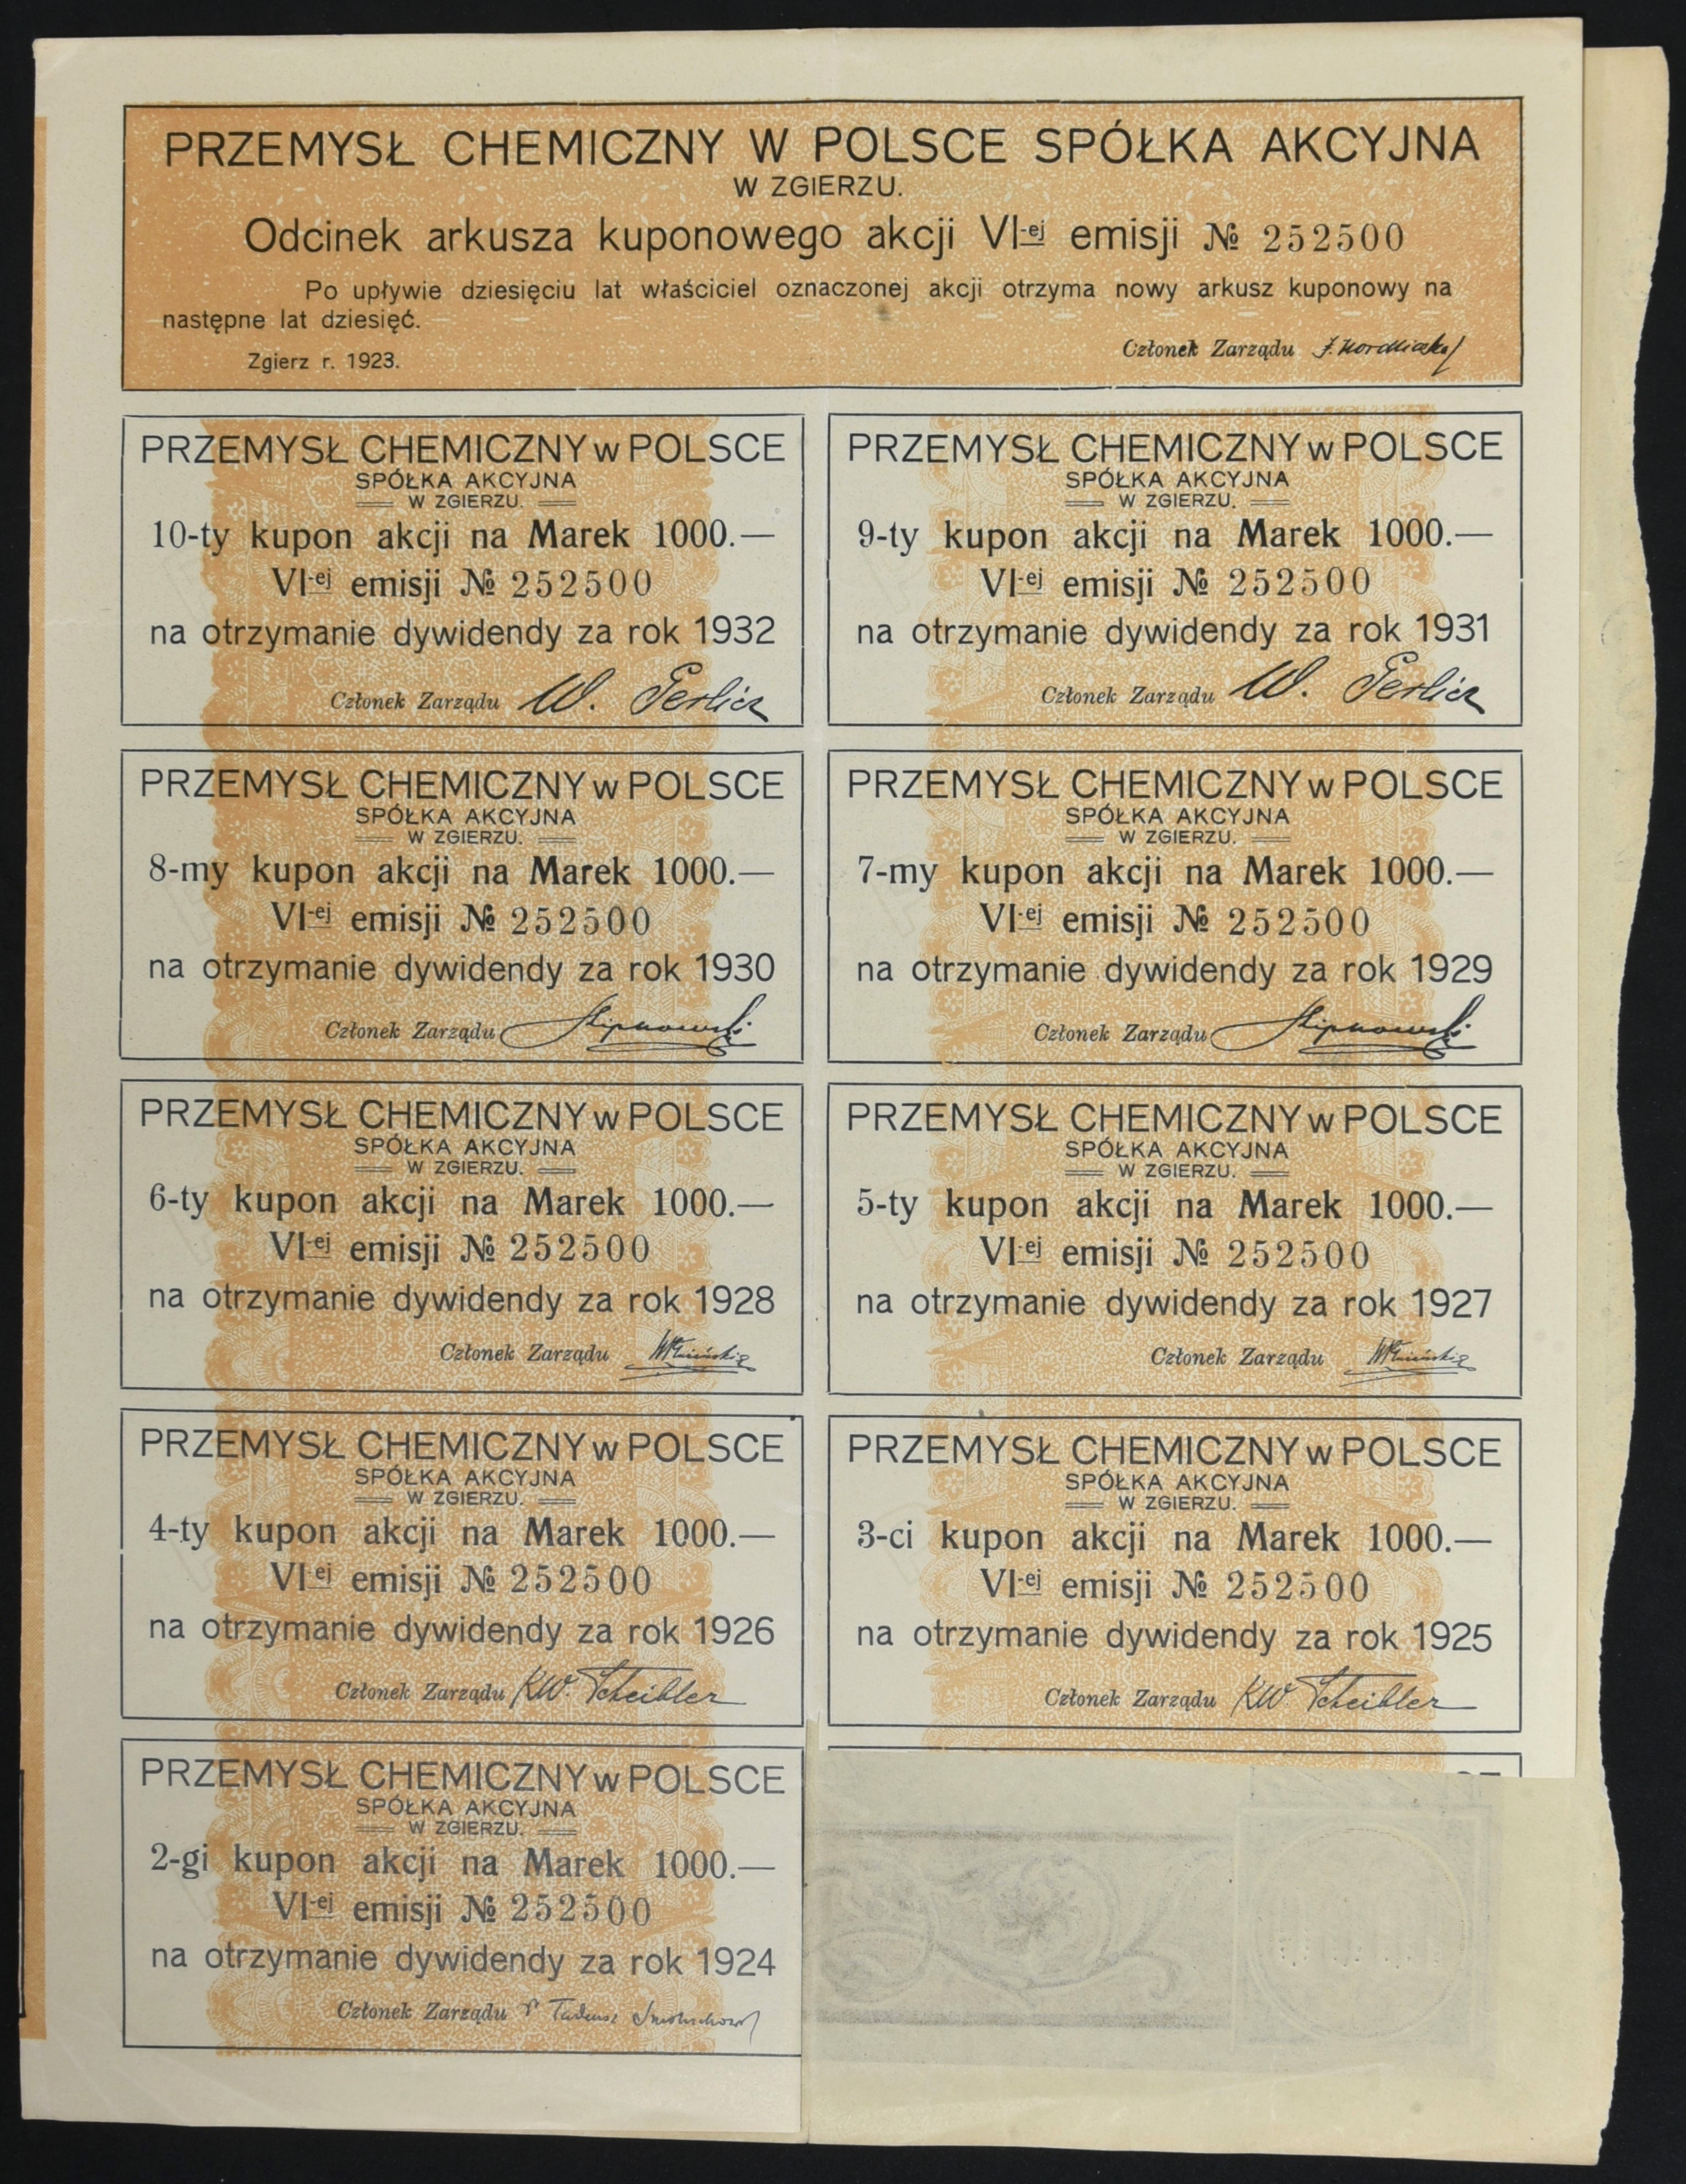 PRZEMYSŁ CHEMICZNY W POLSCE SPÓŁKA AKCYJNA
W ZGIERZU.
Odcinek arkusza kuponowego akcji VI-ej emisji № 252500
Po upływie dziesięciu lat właściciel oznaczonej akcji otrzyma nowy arkusz kuponowy na
następne lat dziesięć.
Zgierz r. 1923.
Członek Zarządu
PRZEMYSŁ CHEMICZNY w POLSCE
SPÓŁKA AKCYJNA
W ZGIERZU.
10-ty kupon akcji na Marek 1000.—
VI-ej emisji № 252500
na otrzymanie dywidendy za rok 1932
Członek Zarządu W. Gerlicz
PRZEMYSŁ CHEMICZNY w POLSCE
SPÓŁKA AKCYJNA
W ZGIERZU.
9-ty kupon akcji na Marek 1000.—
VI-ej emisji № 252500
na otrzymanie dywidendy za rok 1931
Członek Zarządu W. Gerlicz
PRZEMYSŁ CHEMICZNY w POLSCE
SPÓŁKA AKCYJNA
W ZGIERZU.
8-my kupon akcji na Marek 1000.—
VI-ej emisji № 252500
na otrzymanie dywidendy za rok 1930
Członek Zarządu
PRZEMYSŁ CHEMICZNY w POLSCE
SPÓŁKA AKCYJNA
W ZGIERZU.
7-my kupon akcji na Marek 1000.—
VI-ej emisji № 252500
na otrzymanie dywidendy za rok 1929
Członek Zarządu
PRZEMYSŁ CHEMICZNY w POLSCE
SPÓŁKA AKCYJNA
W ZGIERZU.
6-ty kupon akcji na Marek 1000.—
VI-ej emisji № 252500
na otrzymanie dywidendy za rok 1928
Członek Zarządu
PRZEMYSŁ CHEMICZNY w POLSCE
SPÓŁKA AKCYJNA
W ZGIERZU.
5-ty kupon akcji na Marek 1000.—
VI-ej emisji № 252500
na otrzymanie dywidendy za rok 1927
Członek Zarządu
PRZEMYSŁ CHEMICZNY w POLSCE
SPÓŁKA AKCYJNA
W ZGIERZU.
4-ty kupon akcji na Marek 1000.—
VI-ej emisji № 252500
na otrzymanie dywidendy za rok 1926
Członek Zarządu KW. Scheibler
PRZEMYSŁ CHEMICZNY w POLSCE
SPÓŁKA AKCYJNA
W ZGIERZU.
3-ci kupon akcji na Marek 1000.—
VI-ej emisji № 252500
na otrzymanie dywidendy za rok 1925
Członek Zarządu KW. Scheibler
PRZEMYSŁ CHEMICZNY w POLSCE
SPÓŁKA AKCYJNA
W ZGIERZU.
2-gi kupon akcji na Marek 1000.—
VI-ej emisji № 252500
na otrzymanie dywidendy za rok 1924
Członek Zarządu Tadeusz